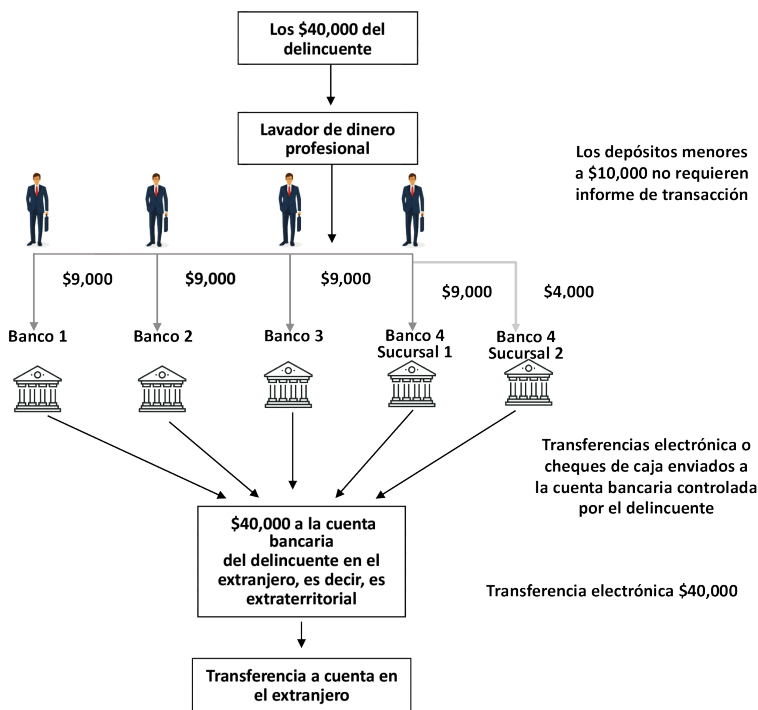 Los $40,000 del
delincuente
Lavador de dinero
profesional
Los depósitos menores
a $10,000 no requieren
informe de transacción
$9,000
$9,000
$9,000
$9,000
$4,000
Banco 1
Banco 2
Banco 3
Banco 4
Sucursal 1
Banco 4
Sucursal 2
Transferencias electrónica o
cheques de caja enviados a
la cuenta bancaria controlada
por el delincuente
$40,000 a la cuenta
bancaria
del delincuente en el
extranjero, es decir, es
extraterritorial
Transferencia electrónica $40,000
Transferencia a cuenta en
el extranjero